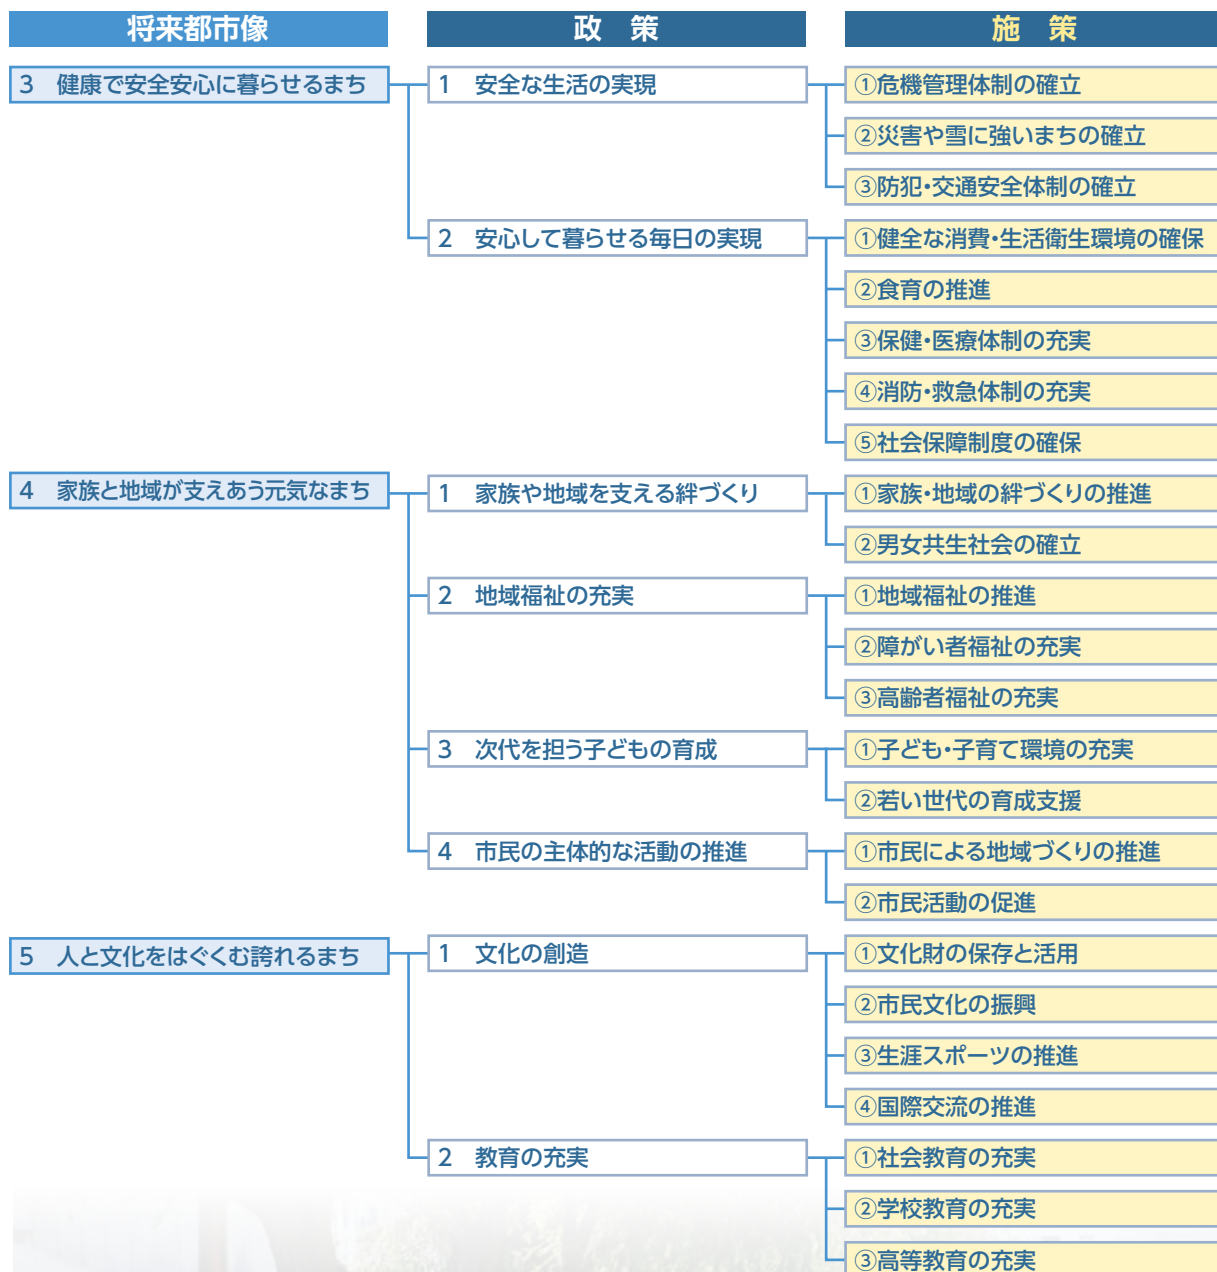 将来都市像
政　策
施　策
3　健康で安全安心に暮らせるまち
1　安全な生活の実現
①危機管理体制の確立
②災害や雪に強いまちの確立
③防犯・交通安全体制の確立
2　安心して暮らせる毎日の実現
①健全な消費・生活衛生環境の確保
②食育の推進
③保健・医療体制の充実
④消防・救急体制の充実
⑤社会保障制度の確保
4　家族と地域が支えあう元気なまち
1　家族や地域を支える絆づくり
①家族・地域の絆づくりの推進
②男女共生社会の確立
2　地域福祉の充実
①地域福祉の推進
②障がい者福祉の充実
③高齢者福祉の充実
3　次代を担う子どもの育成
①子ども・子育て環境の充実
②若い世代の育成支援
4　市民の主体的な活動の推進
①市民による地域づくりの推進
②市民活動の促進
5　人と文化をはぐくむ誇れるまち
1　文化の創造
①文化財の保存と活用
②市民文化の振興
③生涯スポーツの推進
④国際交流の推進
2　教育の充実
①社会教育の充実
②学校教育の充実
③高等教育の充実